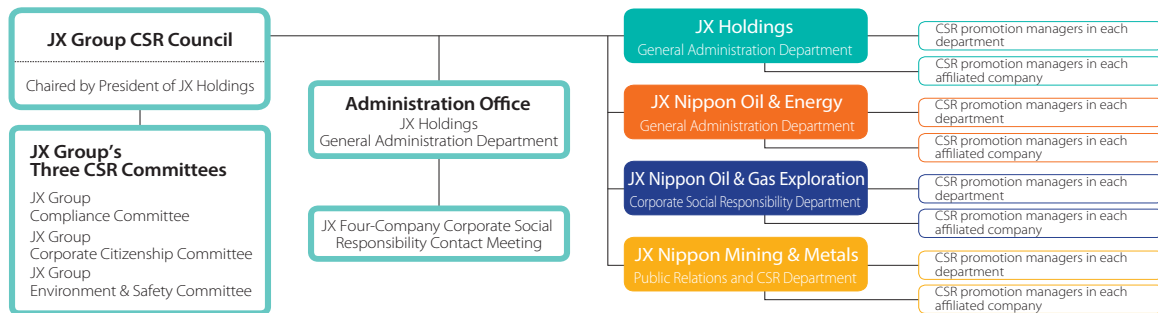 JX Group CSR Council
Chaired by President of JX Holdings
JX Group's
Three CSR Committees
JX Group
Compliance Committee
JX Group
Corporate Citizenship Committee
JX Group
Environment & Safety Committee
Administration Office
JX Holdings
General Administration Department
JX Four-Company Corporate Social
Responsibility Contact Meeting
JX Holdings
General Administration Department
CSR promotion managers in each
department
CSR promotion managers in each
affiliated company
JX Nippon Oil & Energy
General Administration Department
CSR promotion managers in each
department
CSR promotion managers in each
affiliated company
JX Nippon Oil & Gas Exploration
Corporate Social Responsibility Department
CSR promotion managers in each
department
CSR promotion managers in each
affiliated company
JX Nippon Mining & Metals
Public Relations and CSR Department
CSR promotion managers in each
department
CSR promotion managers in each
affiliated company